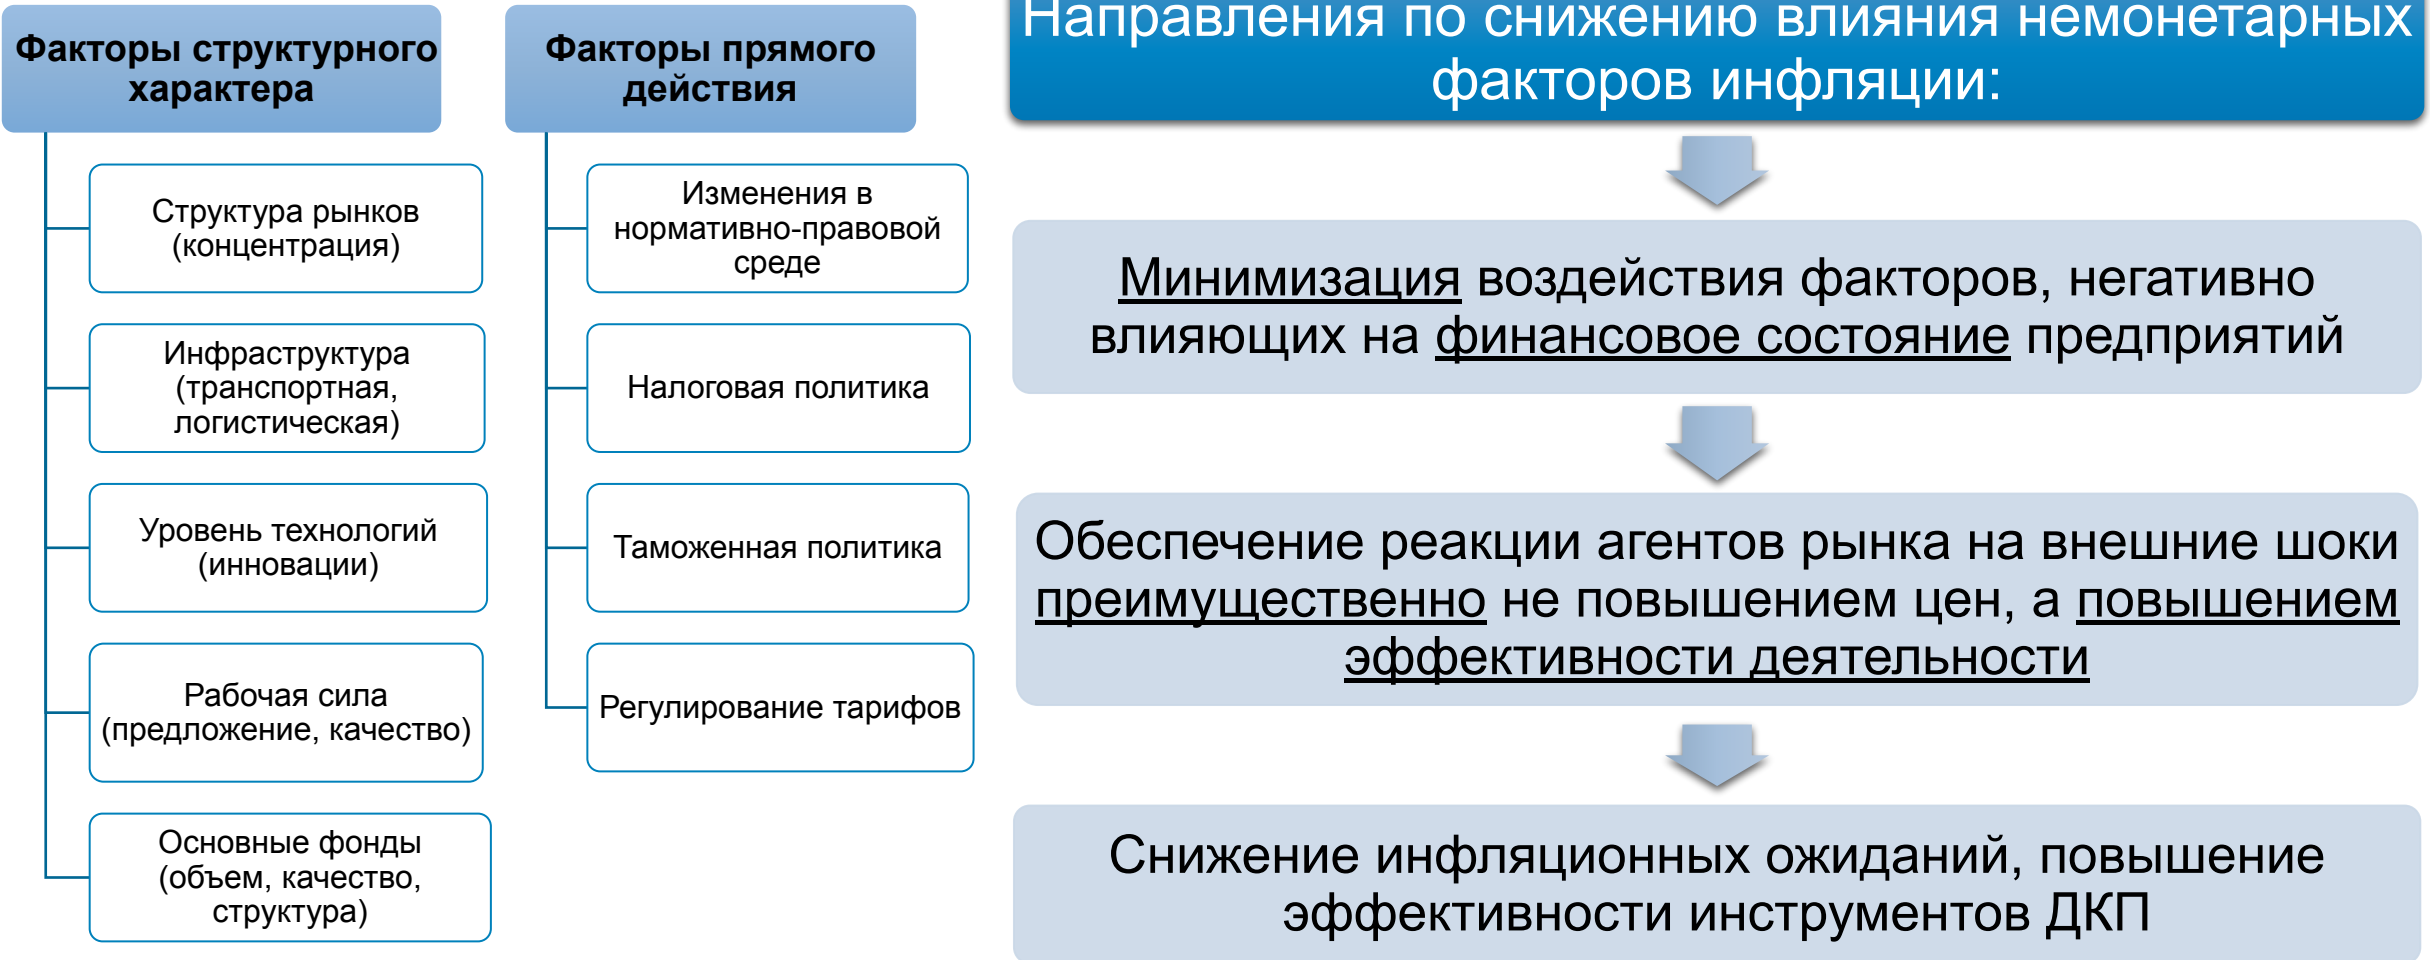 Факторы структурного
характера
Структура рынков
(концентрация)
Инфраструктура
(транспортная,
логистическая)
Уровень технологий
(инновации)
Рабочая сила
(предложение, качество)
Основные фонды
(объем, качество,
структура)
Факторы прямого
действия
Изменения в
нормативно-правовой
среде
Налоговая политика
Таможенная политика
Регулирование тарифов
Направления по снижению влияния немонетарных
факторов инфляции:
Минимизация воздействия факторов, негативно
влияющих на финансовое состояние предприятий
Обеспечение реакции агентов рынка на внешние шоки
преимущественно не повышением цен, а повышением
эффективности деятельности
Снижение инфляционных ожиданий, повышение
эффективности инструментов ДКП